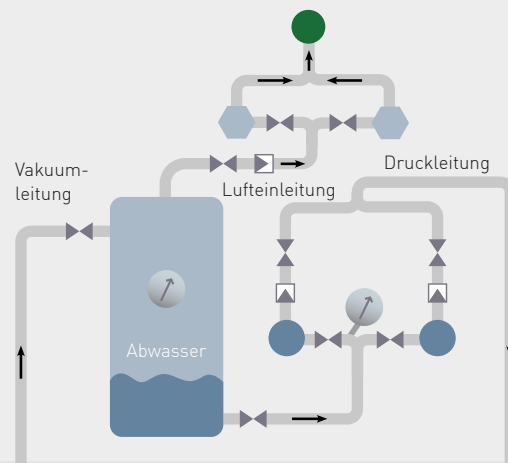 Vakuum-
leitung
Lufteinleitung
Druckleitung
Abwasser